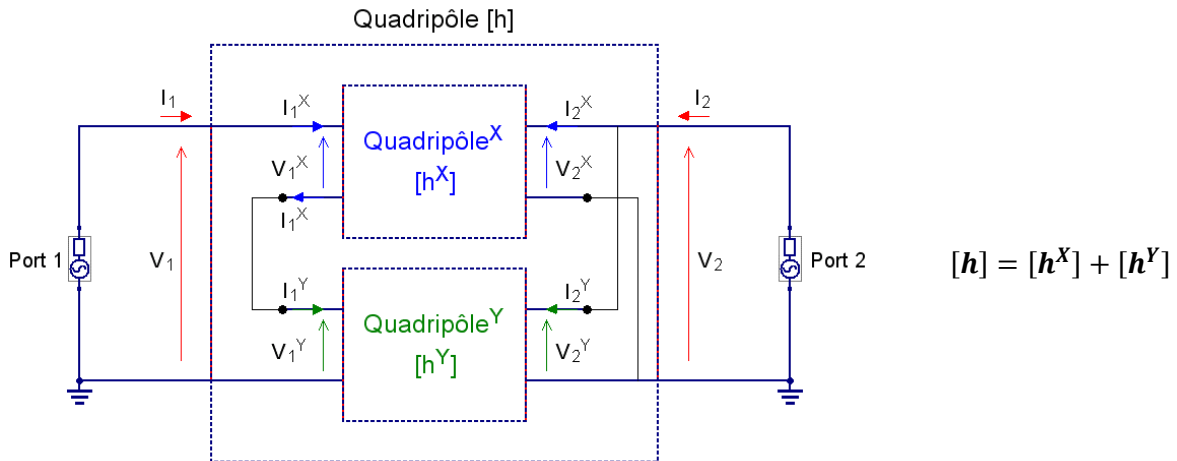 Quadripôle [h]
I₁ I₁ˣ I₂ˣ I₂
Quadripôleˣ
[hˣ]
V₁ˣ V₂ˣ
I₁ˣ
Port 1 V₁ V₂ Port 2
[h] = [hˣ] + [hʸ]
I₁ʸ I₂ʸ
Quadripôleʸ
[hʸ]
V₁ʸ V₂ʸ